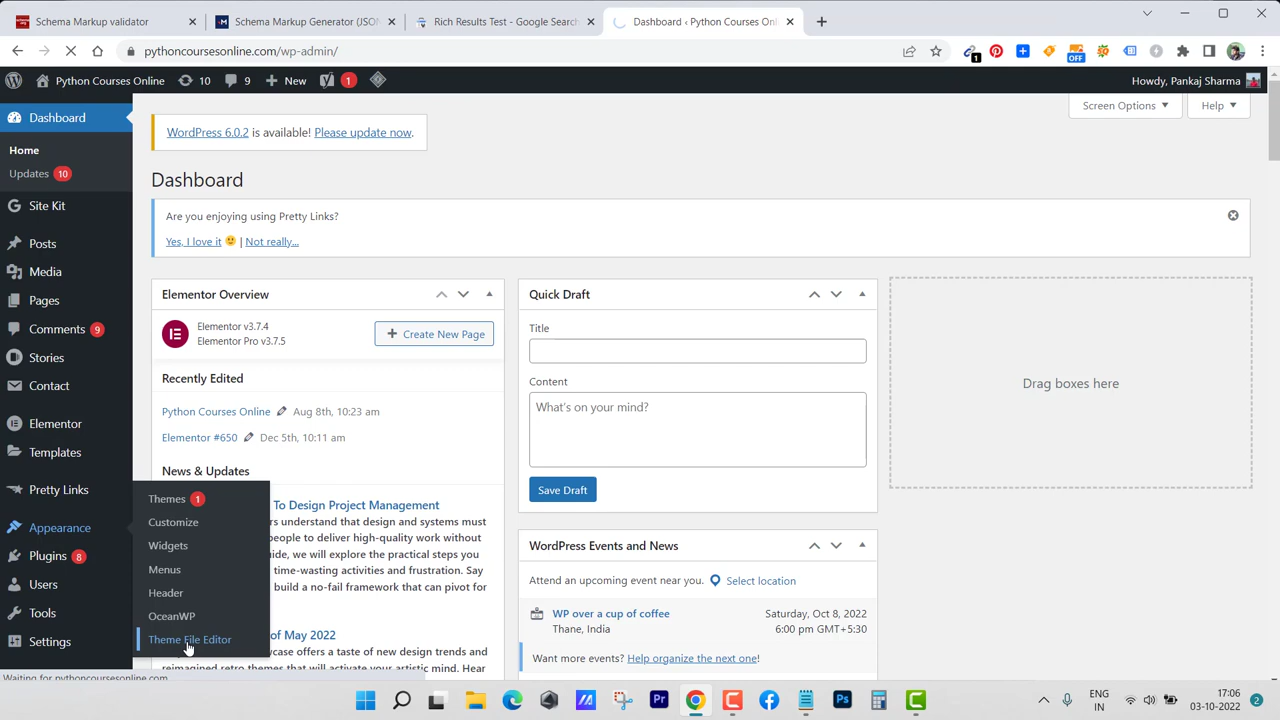 Schema Markup validator
Schema Markup Generator (JSON
Rich Results Test - Google Search
Dashboard ‹ Python Courses Onli
pythoncoursesonline.com/wp-admin/
1
OFF
Python Courses Online
10
9
New
1
Howdy, Pankaj Sharma
Screen Options
Help
Dashboard
Home
Updates 10
Site Kit
Posts
Media
Pages
Comments 9
Stories
Contact
Elementor
Templates
Pretty Links
Appearance
Plugins 8
Users
Tools
Settings
Themes 1
Customize
Widgets
Menus
Header
OceanWP
Theme File Editor
WordPress 6.0.2 is available! Please update now.
Dashboard
Are you enjoying using Pretty Links?
Yes, I love it | Not really...
Elementor Overview
Elementor v3.7.4
Elementor Pro v3.7.5
Create New Page
Recently Edited
Python Courses Online Aug 8th, 10:23 am
Elementor #650 Dec 5th, 10:11 am
News & Updates
To Design Project Management
rs understand that design and systems must
people to deliver high-quality work without
ide, we will explore the practical steps you
time-wasting activities and frustration. Say
build a no-fail framework that can pivot for
of May 2022
wcase offers a taste of new design trends and
reimagined retro themes that will activate your artistic mind. Hear
Quick Draft
Title
Content
What's on your mind?
Save Draft
WordPress Events and News
Attend an upcoming event near you. Select location
WP over a cup of coffee
Thane, India
Saturday, Oct 8, 2022
6:00 pm GMT+5:30
Want more events? Help organize the next one!
Drag boxes here
Waiting for pythoncoursesonline.com...
Pr
Ps
ENG
IN
17:06
03-10-2022
2